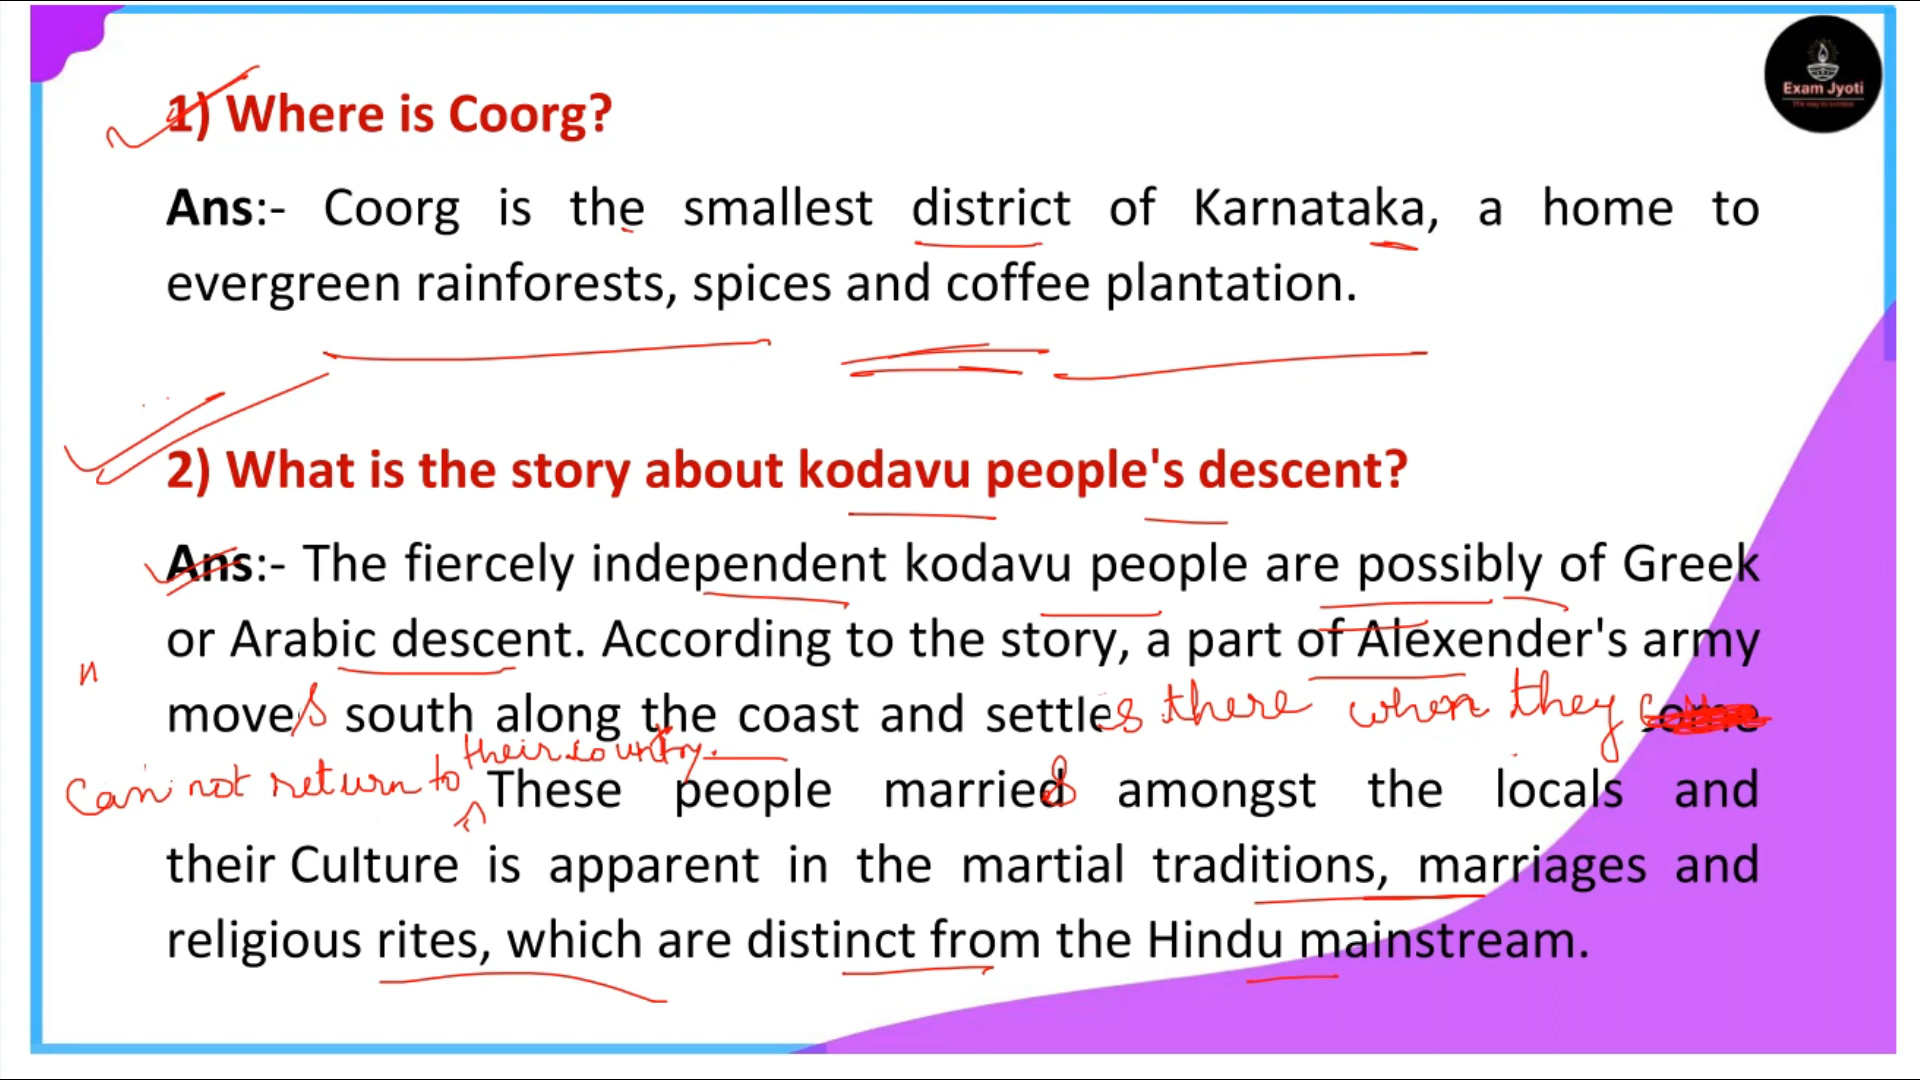 Exam Jyoti
The way to success
1) Where is Coorg?
Ans:- Coorg is the smallest district of Karnataka, a home to
evergreen rainforests, spices and coffee plantation.
2) What is the story about kodavu people's descent?
Ans:- The fiercely independent kodavu people are possibly of Greek
or Arabic descent. According to the story, a part of Alexender's army
moves south along the coast and settles there when they
can not return to their country. These people married amongst the locals and
their Culture is apparent in the martial traditions, marriages and
religious rites, which are distinct from the Hindu mainstream.